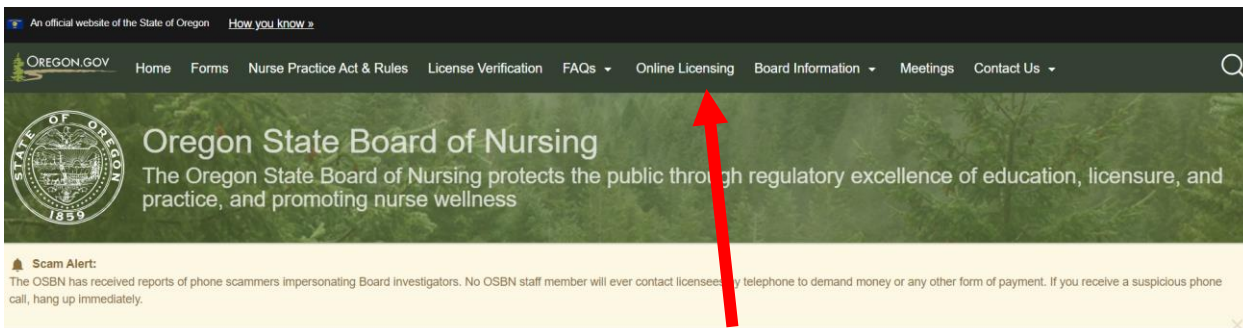 An official website of the State of Oregon How you know »
OREGON.GOV Home Forms Nurse Practice Act & Rules License Verification FAQs Online Licensing Board Information Meetings Contact Us
STATE OF OREGON
1859
Oregon State Board of Nursing
The Oregon State Board of Nursing protects the public through regulatory excellence of education, licensure, and
practice, and promoting nurse wellness
Scam Alert:
The OSBN has received reports of phone scammers impersonating Board investigators. No OSBN staff member will ever contact licensees by telephone to demand money or any other form of payment. If you receive a suspicious phone
call, hang up immediately.